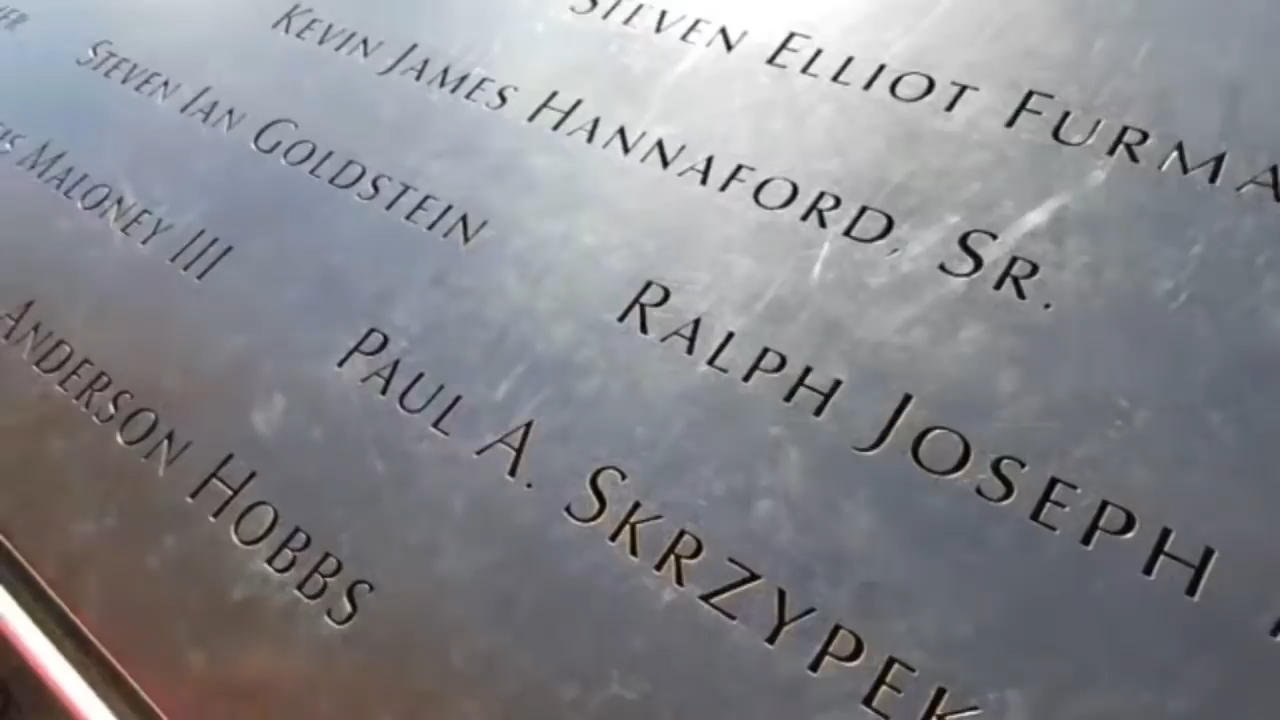 STEVEN ELLIOT FURMA
KEVIN JAMES HANNAFORD, SR.
STEVEN IAN GOLDSTEIN
RALPH JOSEPH
MALONEY III
PAUL A. SKRZYPEK
ANDERSON HOBBS